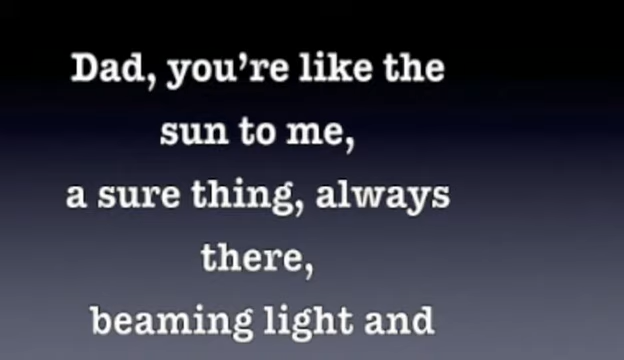 Dad, you’re like the
sun to me,
a sure thing, always
there,
beaming light and